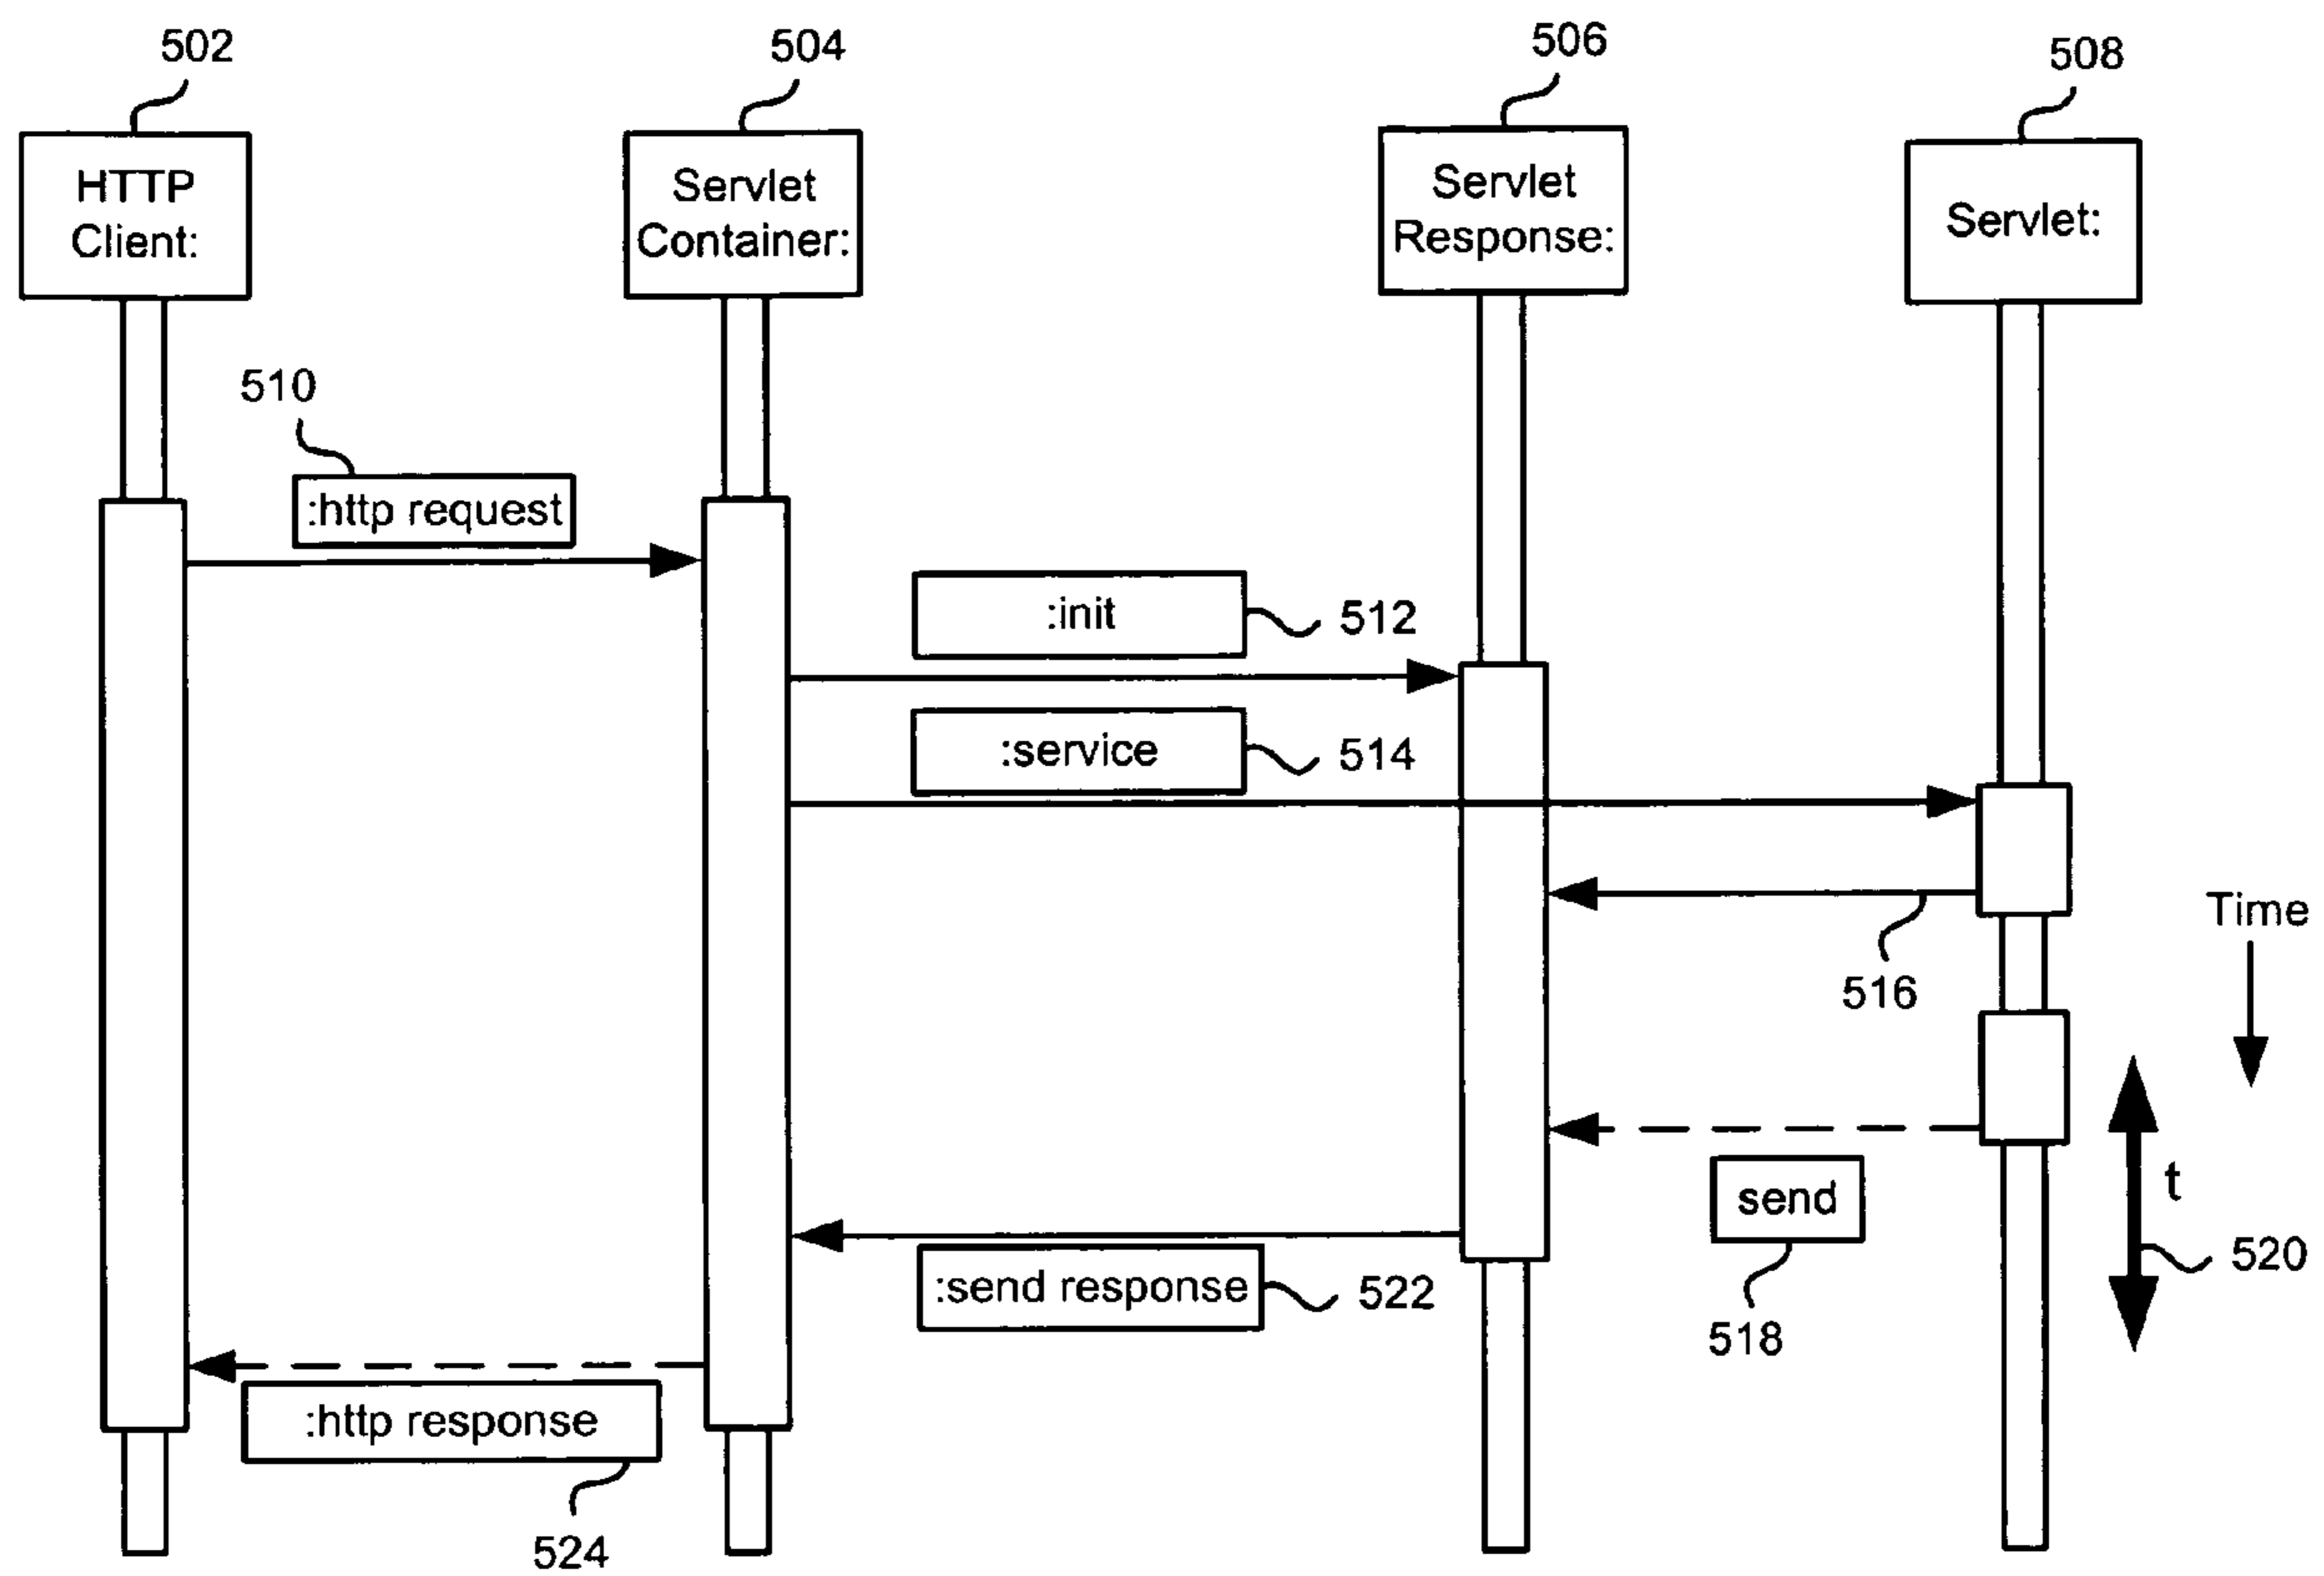 502
504
506
508
HTTP
Client:
Servlet
Container:
Servlet
Response:
Servlet:
510
:http request
:init
512
:service
514
516
Time
send
518
t
520
:send response
522
:http response
524